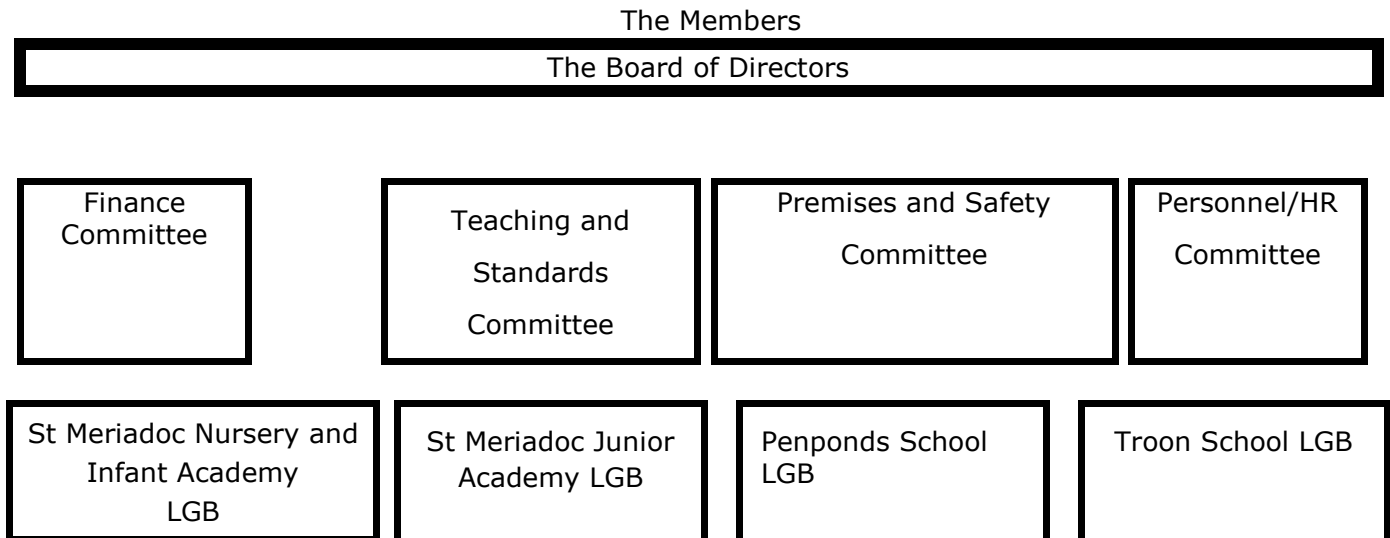 The Members
The Board of Directors
Finance
Committee
Teaching and
Standards
Committee
Premises and Safety
Committee
Personnel/HR
Committee
St Meriadoc Nursery and
Infant Academy
LGB
St Meriadoc Junior
Academy LGB
Penponds School
LGB
Troon School LGB